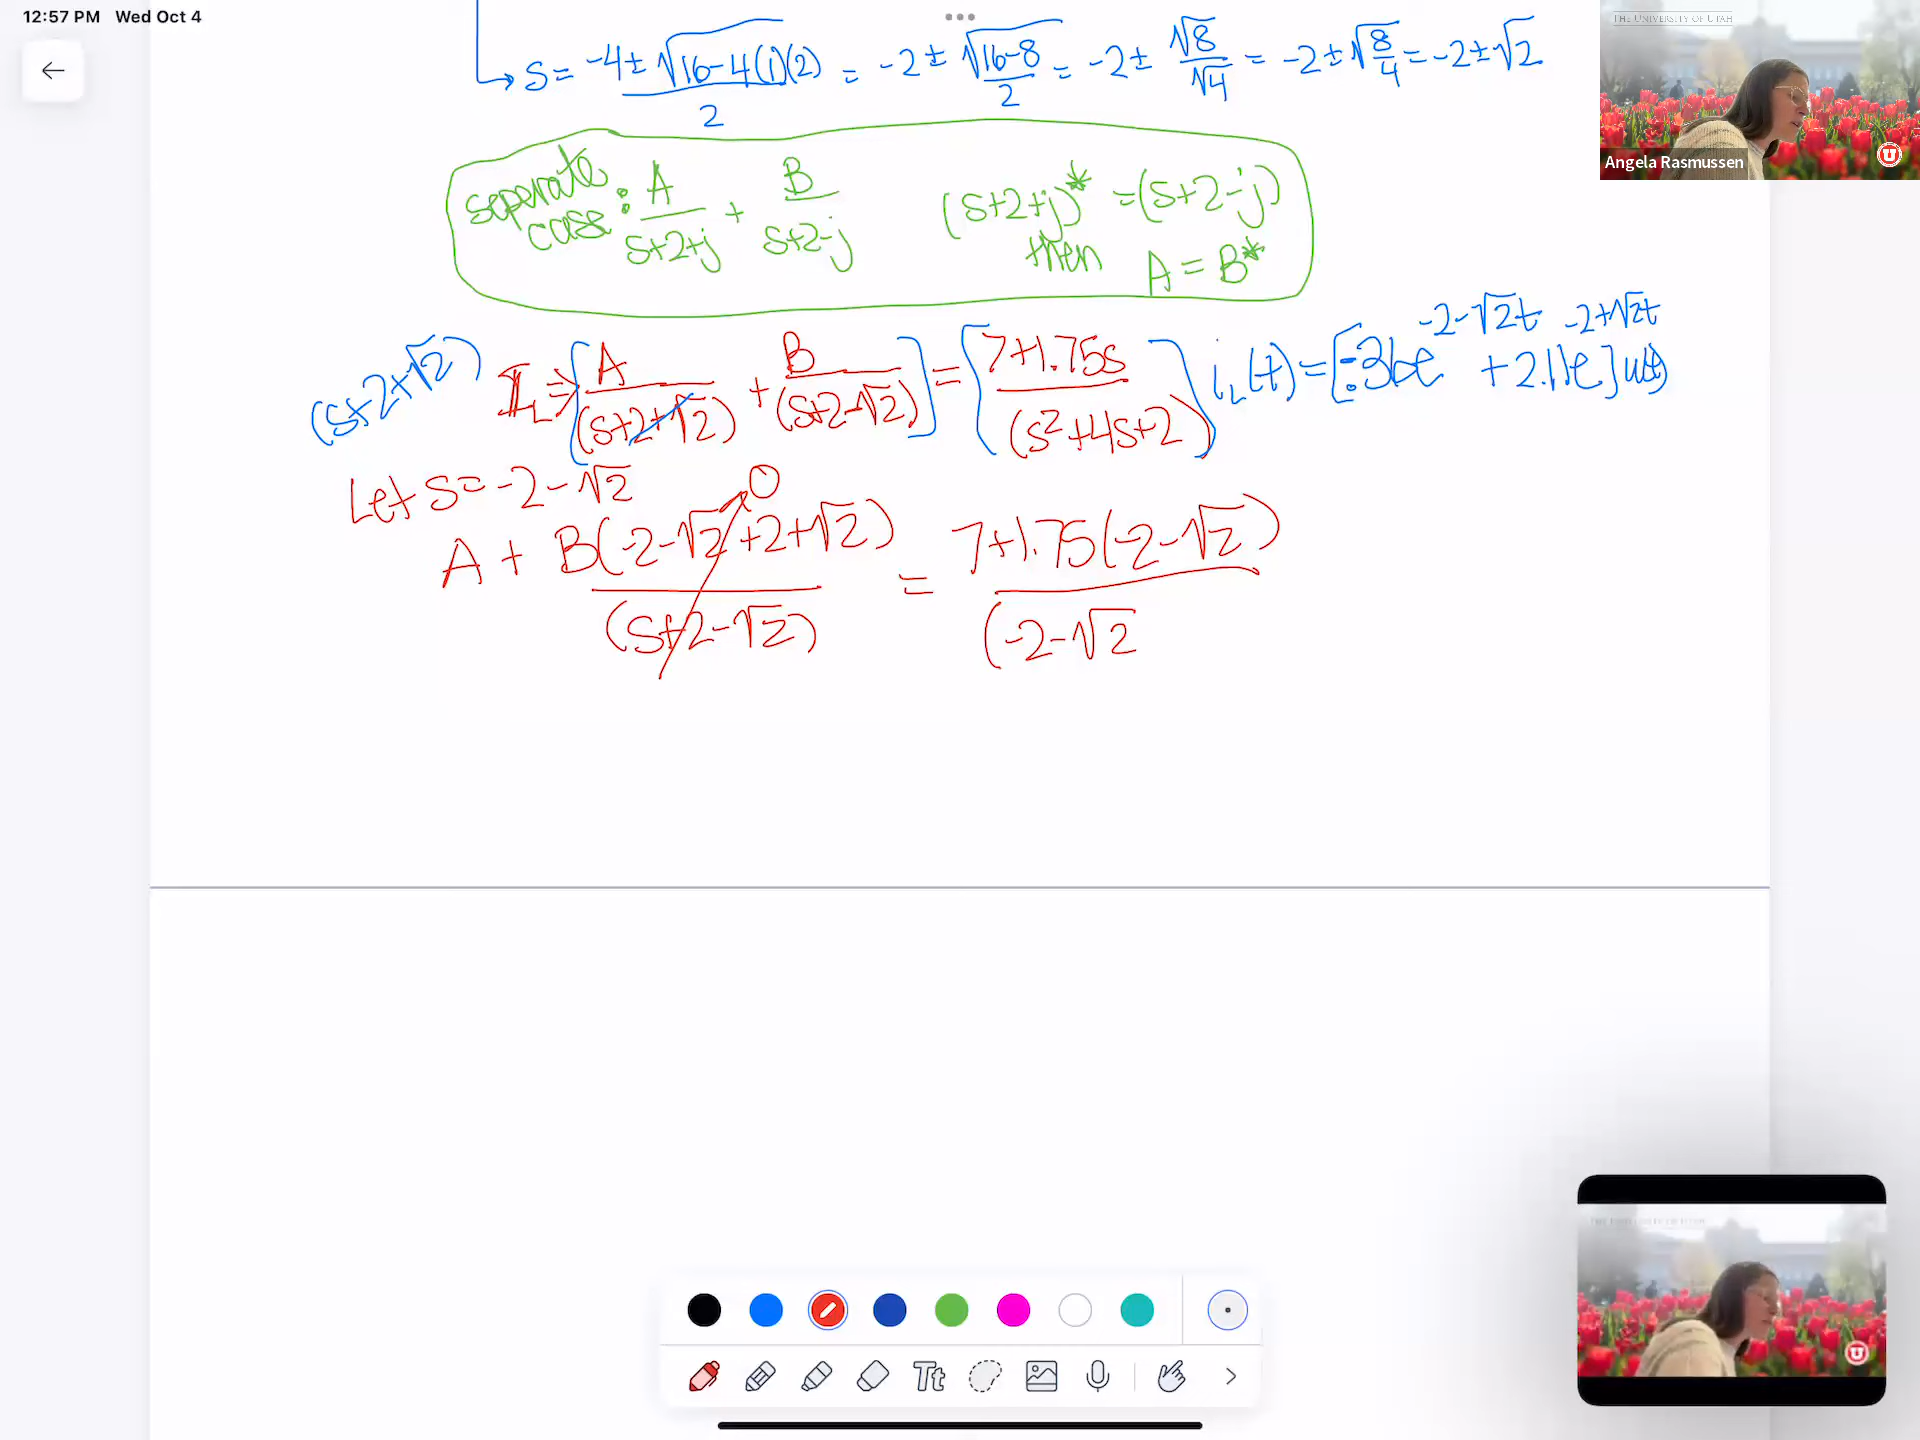 12:57 PM Wed Oct 4
THE UNIVERSITY OF UTAH
Angela Rasmussen
s = (-4 ± √(16-4(1)(2)))/2 = -2 ± √(16-8)/2 = -2 ± √8/√4 = -2 ± √(8/4) = -2 ± √2
seperate case: A/(s+2+j) + B/(s+2-j)
(s+2+j)* = (s+2-j)
then A = B*
(s+2+√2) I_L ⇒ [A/(s+2+√2) + B/(s+2-√2)] = [(7+1.75s)/(s²+4s+2)]
i_L(t) = [-.36e^(-2-√2t) + 2.11e^(-2+√2t)]u(t)
Let s = -2-√2
A + B(-2-√2+2+√2)/(s+2-√2) → 0 = 7+1.75(-2-√2)/(-2-√2
Tt